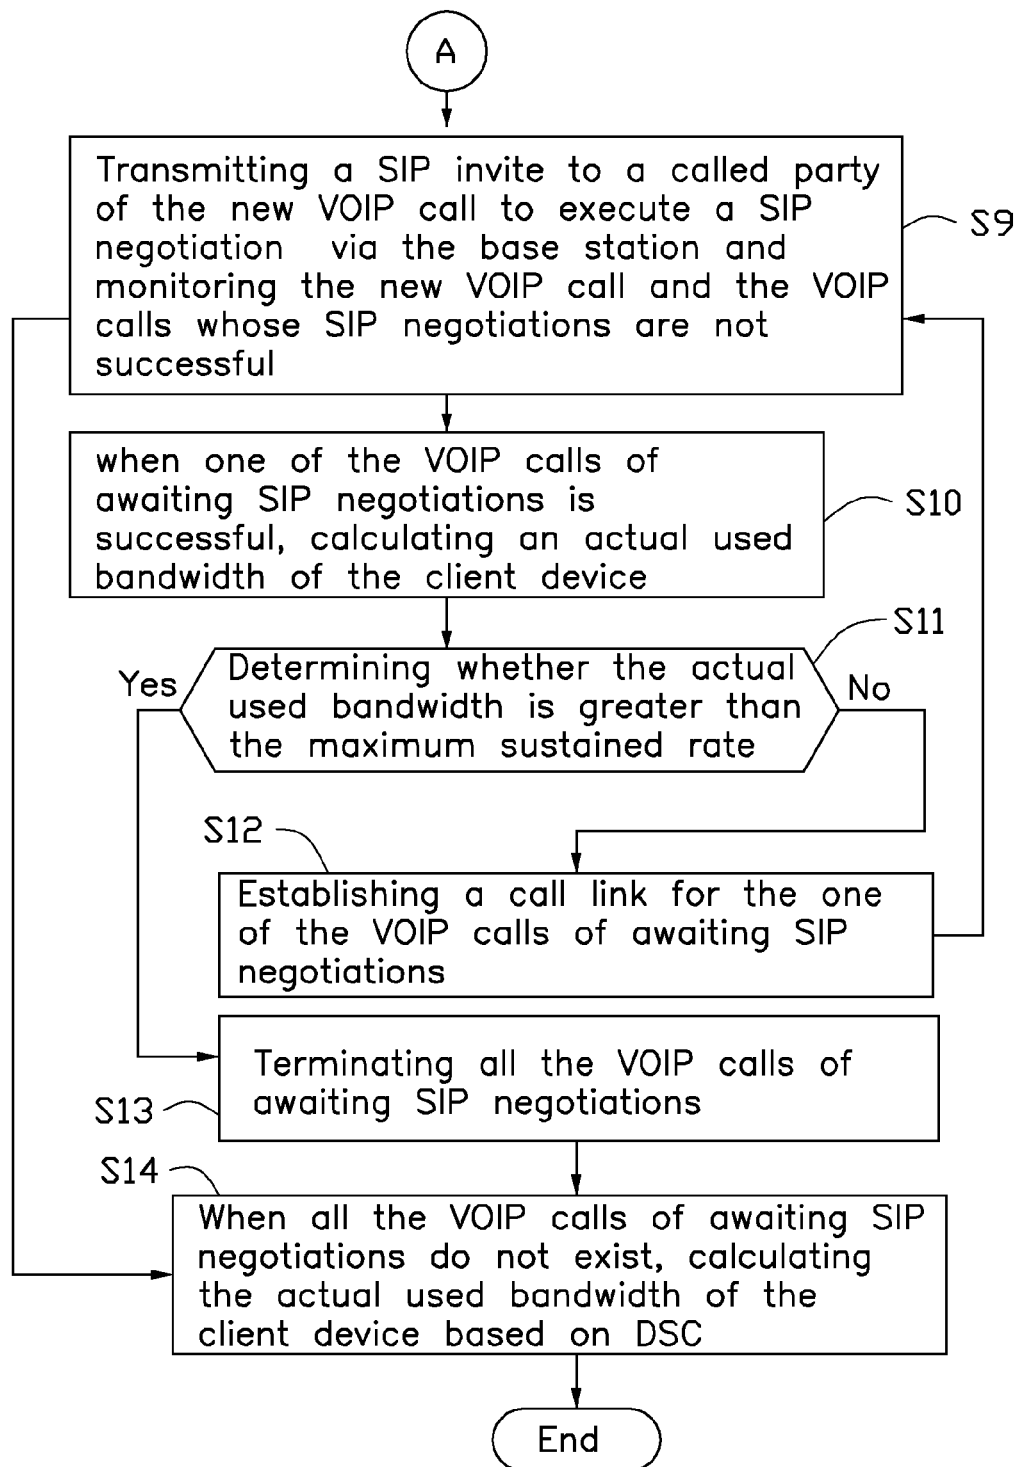 A
Transmitting a SIP invite to a called party
of the new VOIP call to execute a SIP
negotiation via the base station and
monitoring the new VOIP call and the VOIP
calls whose SIP negotiations are not
successful
S9
when one of the VOIP calls of
awaiting SIP negotiations is
successful, calculating an actual used
bandwidth of the client device
S10
S11
Yes
Determining whether the actual
used bandwidth is greater than
the maximum sustained rate
No
S12
Establishing a call link for the one
of the VOIP calls of awaiting SIP
negotiations
Terminating all the VOIP calls of
awaiting SIP negotiations
S13
S14
When all the VOIP calls of awaiting SIP
negotiations do not exist, calculating
the actual used bandwidth of the
client device based on DSC
End